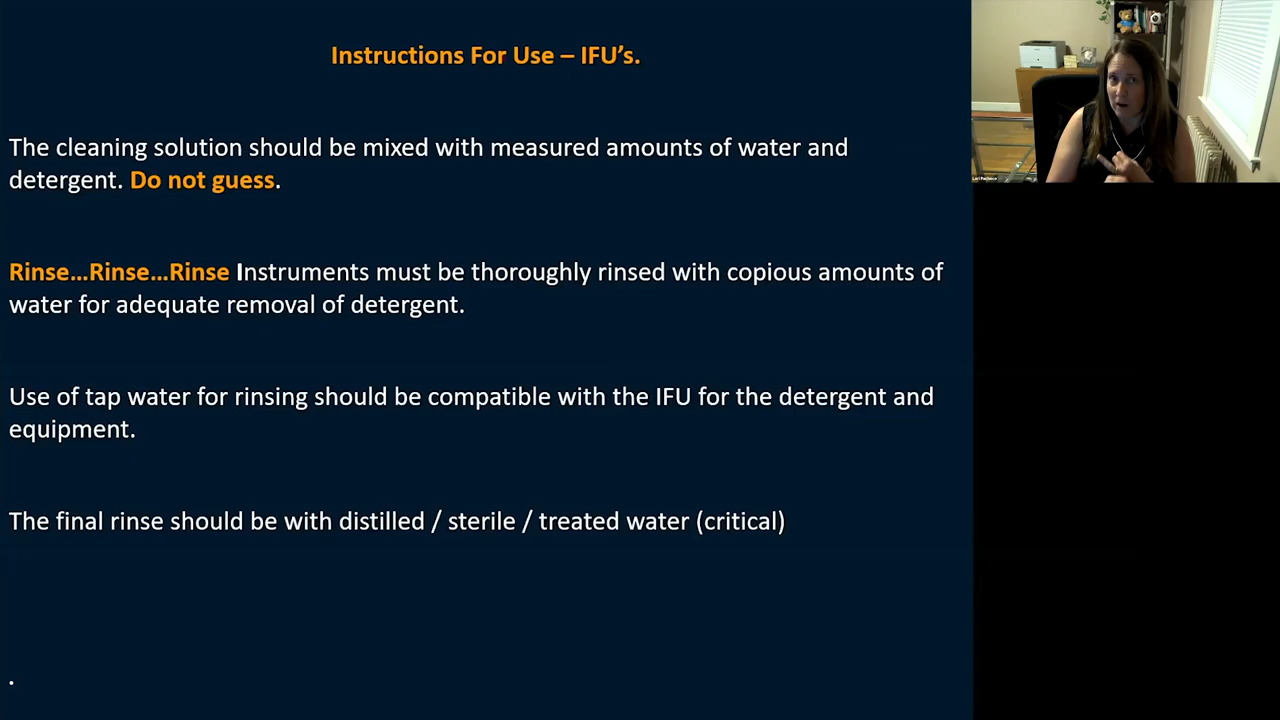 Instructions For Use – IFU’s.
The cleaning solution should be mixed with measured amounts of water and
detergent. Do not guess.
Rinse…Rinse…Rinse Instruments must be thoroughly rinsed with copious amounts of
water for adequate removal of detergent.
Use of tap water for rinsing should be compatible with the IFU for the detergent and
equipment.
The final rinse should be with distilled / sterile / treated water (critical)
.
Lori Pacheco